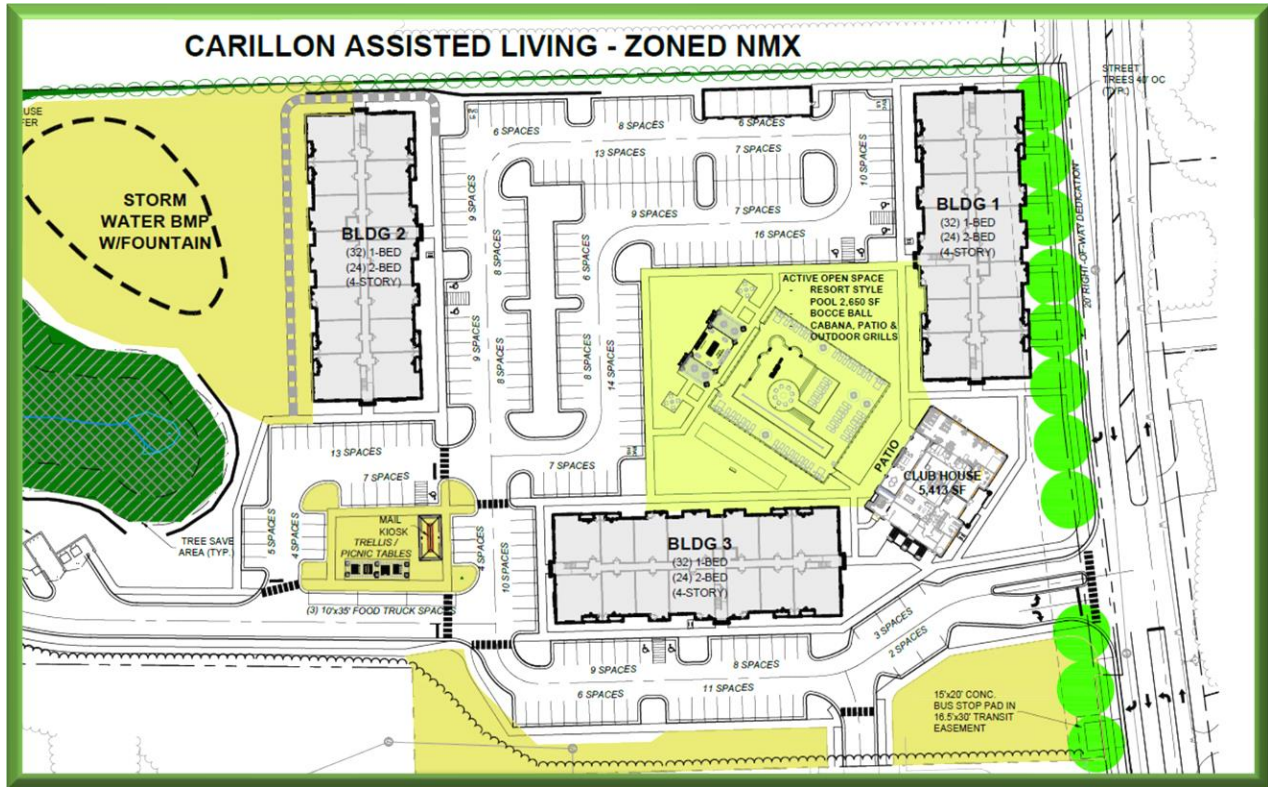 CARILLON ASSISTED LIVING - ZONED NMX
STREET
TREES 40' OC
(TYP.)
6 SPACES
8 SPACES
6 SPACES
13 SPACES
7 SPACES
10 SPACES
9 SPACES
7 SPACES
16 SPACES
9 SPACES
8 SPACES
6 SPACES
9 SPACES
8 SPACES
8 SPACES
14 SPACES
7 SPACES
STORM
WATER BMP
W/FOUNTAIN
BLDG 2
(32) 1-BED
(24) 2-BED
(4-STORY)
BLDG 1
(32) 1-BED
(24) 2-BED
(4-STORY)
20' RIGHT-OF-WAY DEDICATION
ACTIVE OPEN SPACE
- RESORT STYLE
POOL 2,650 SF
BOCCE BALL
CABANA, PATIO &
OUTDOOR GRILLS
PATIO
CLUB HOUSE
5,413 SF
13 SPACES
7 SPACES
5 SPACES
4 SPACES
MAIL
KIOSK
TRELLIS /
PICNIC TABLES
4 SPACES
10 SPACES
TREE SAVE
AREA (TYP.)
(3) 10'x35' FOOD TRUCK SPAC
BLDG 3
(32) 1-BED
(24) 2-BED
(4-STORY)
3 SPACES
2 SPACES
9 SPACES
8 SPACES
6 SPACES
11 SPACES
15'x20' CONC.
BUS STOP PAD IN
16.5'x30' TRANSIT
EASEMENT